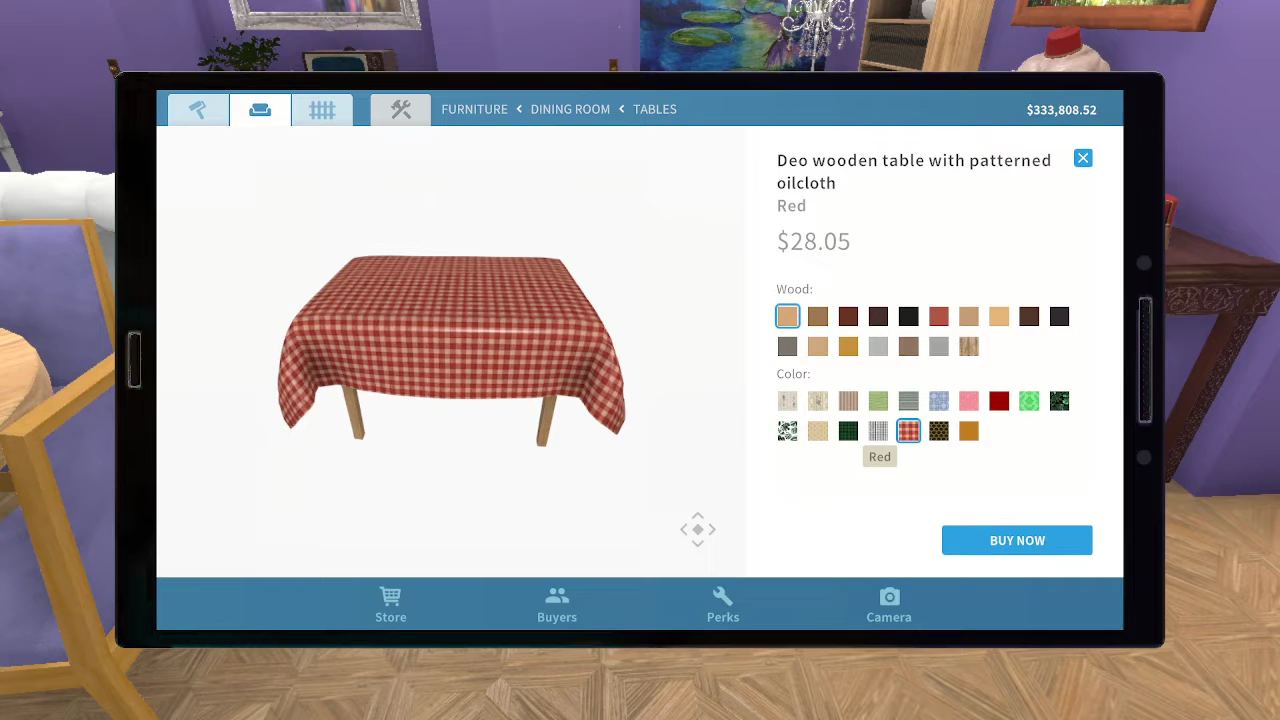 FURNITURE < DINING ROOM < TABLES
$333,808.52
Deo wooden table with patterned
oilcloth
Red
$28.05
Wood:
Color:
Red
BUY NOW
Store
Buyers
Perks
Camera